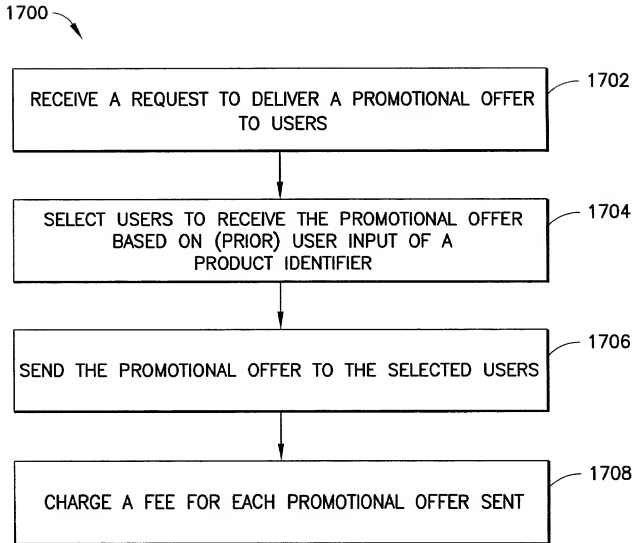 1700
RECEIVE A REQUEST TO DELIVER A PROMOTIONAL OFFER
TO USERS
1702
SELECT USERS TO RECEIVE THE PROMOTIONAL OFFER
BASED ON (PRIOR) USER INPUT OF A
PRODUCT IDENTIFIER
1704
SEND THE PROMOTIONAL OFFER TO THE SELECTED USERS
1706
CHARGE A FEE FOR EACH PROMOTIONAL OFFER SENT
1708